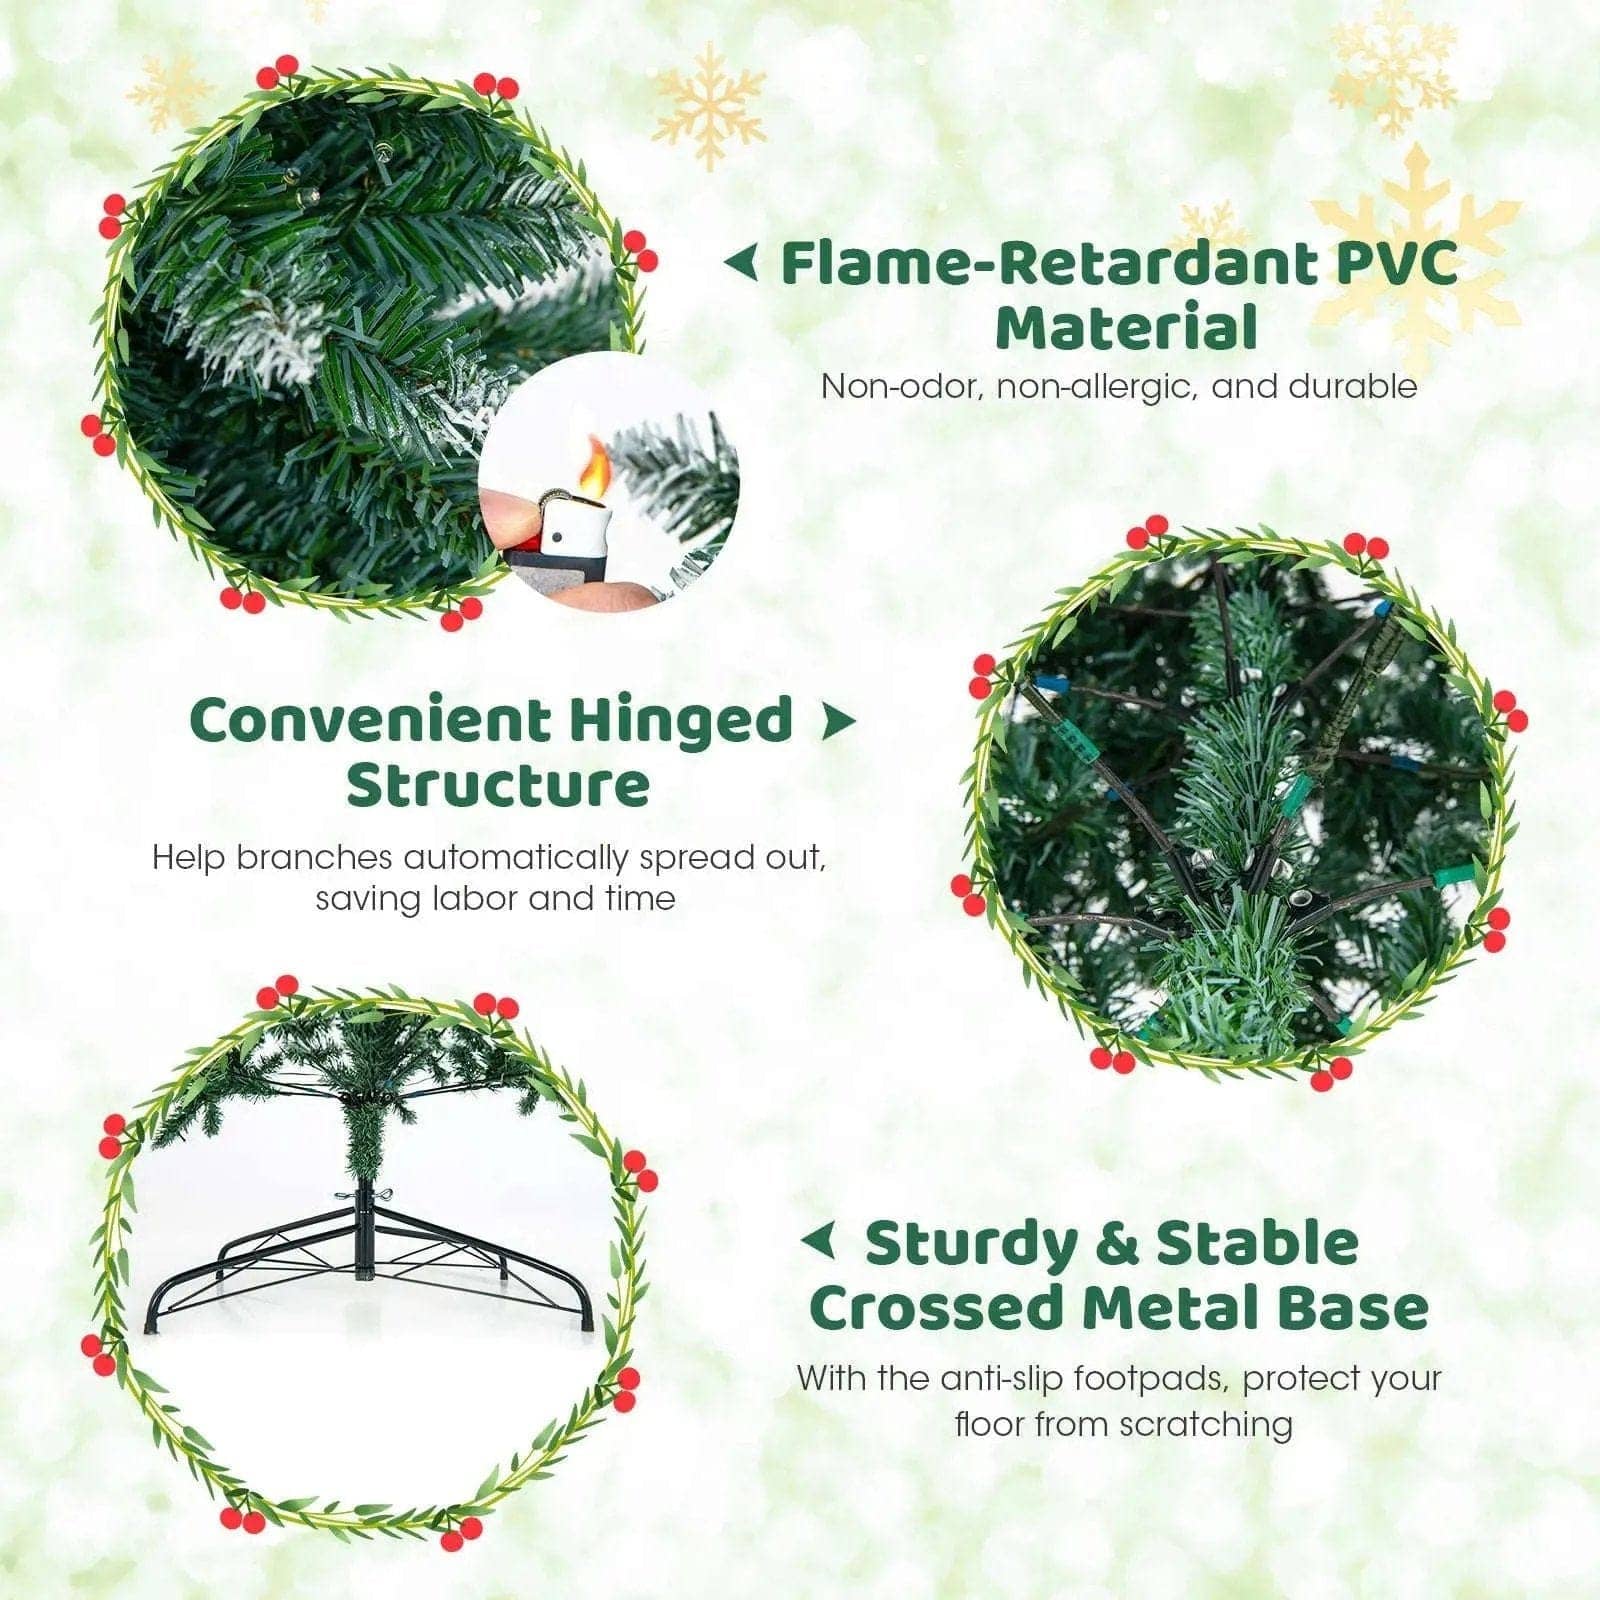 Flame-Retardant PVC
Material
Non-odor, non-allergic, and durable
Convenient Hinged
Structure
Help branches automatically spread out,
saving labor and time
Sturdy & Stable
Crossed Metal Base
With the anti-slip footpads, protect your
floor from scratching